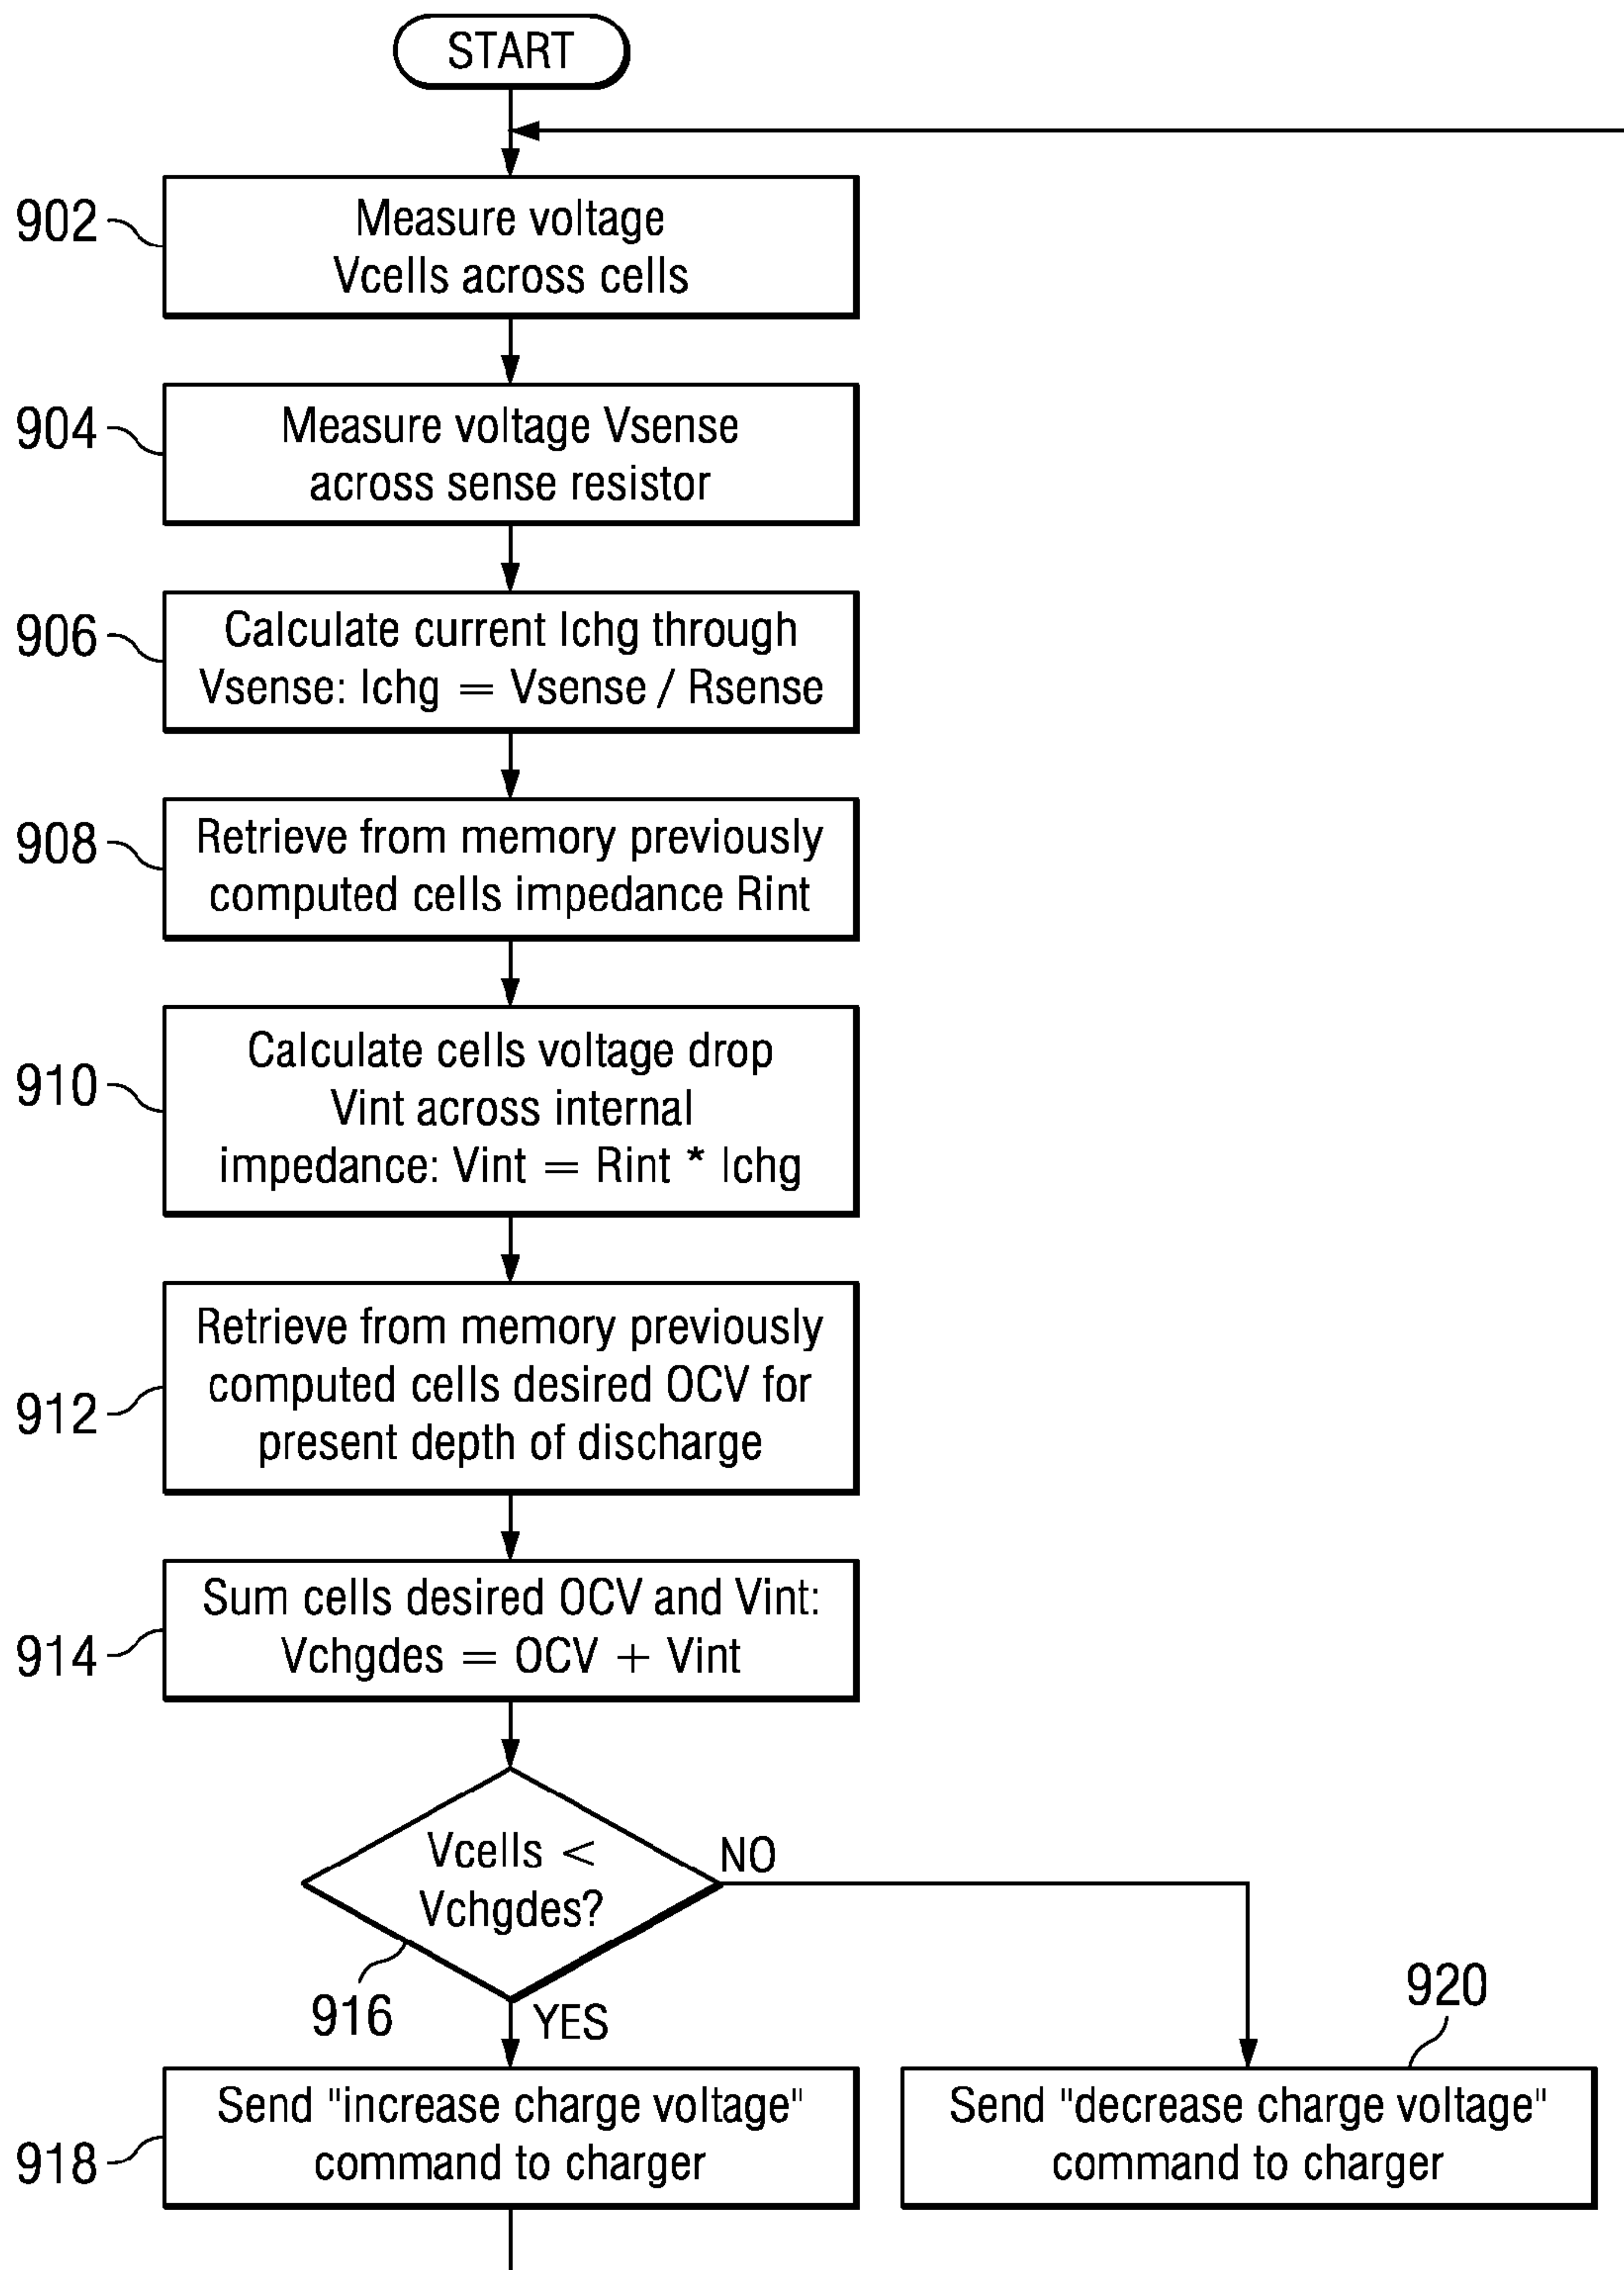 START
902
Measure voltage
Vcells across cells
904
Measure voltage Vsense
across sense resistor
906
Calculate current Ichg through
Vsense: Ichg = Vsense / Rsense
908
Retrieve from memory previously
computed cells impedance Rint
910
Calculate cells voltage drop
Vint across internal
impedance: Vint = Rint * Ichg
912
Retrieve from memory previously
computed cells desired OCV for
present depth of discharge
914
Sum cells desired OCV and Vint:
Vchgdes = OCV + Vint
Vcells <
Vchgdes?
NO
916
YES
920
918
Send "increase charge voltage"
command to charger
Send "decrease charge voltage"
command to charger